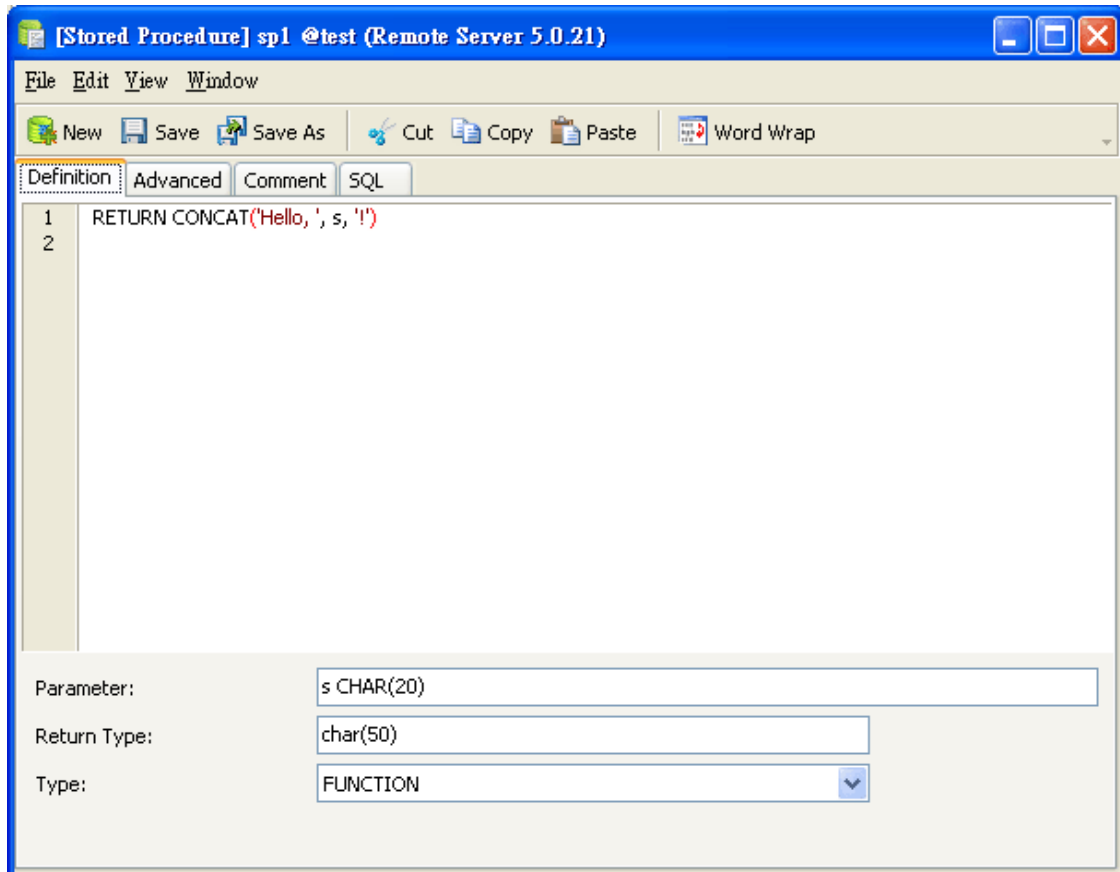 [Stored Procedure] sp1 @test (Remote Server 5.0.21)
File Edit View Window
New Save Save As Cut Copy Paste Word Wrap
Definition Advanced Comment SQL
1 RETURN CONCAT('Hello, ', s, '!')
2
Parameter: s CHAR(20)
Return Type: char(50)
Type: FUNCTION